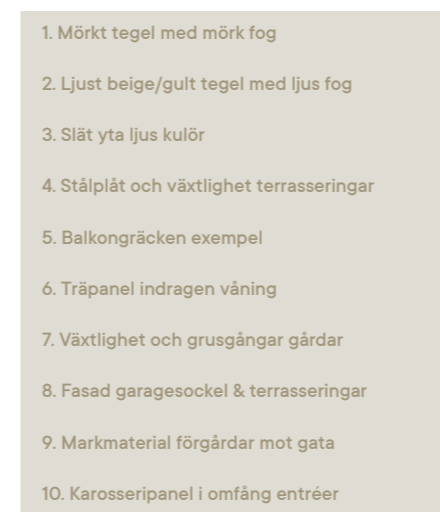 1. Mörkt tegel med mörk fog
2. Ljust beige/gult tegel med ljus fog
3. Slät yta ljus kulör
4. Stålplåt och växtlighet terrasseringar
5. Balkongräcken exempel
6. Träpanel indragen våning
7. Växtlighet och grusgångar gårdar
8. Fasad garagesockel & terrasseringar
9. Markmaterial förgårdar mot gata
10. Karosseripanel i omfång entréer